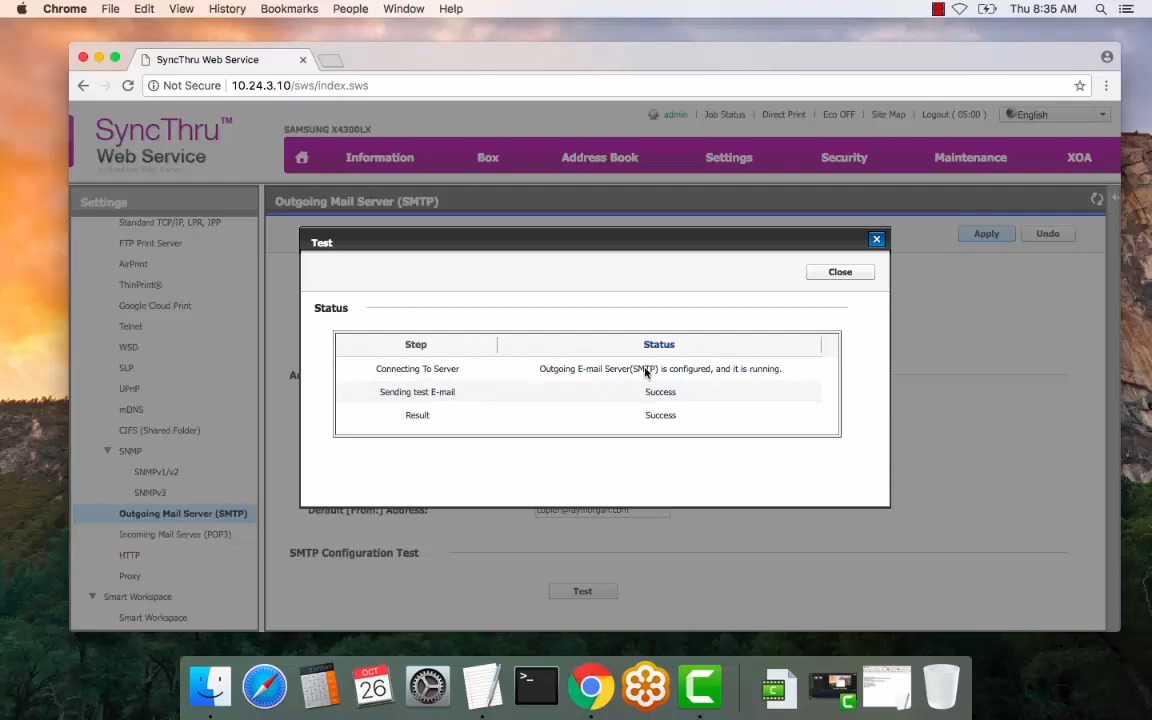 Chrome File Edit View History Bookmarks People Window Help Thu 8:35 AM
SyncThru Web Service
Not Secure 10.24.3.10/sws/index.sws
SyncThru™
Web Service
SAMSUNG X4300LX
admin Job Status Direct Print Eco OFF Site Map Logout ( 05:00 ) English
Information Box Address Book Settings Security Maintenance XOA
Settings
Standard TCP/IP, LPR, IPP
FTP Print Server
AirPrint
ThinPrint®
Google Cloud Print
Telnet
WSD
SLP
UPnP
mDNS
CIFS (Shared Folder)
SNMP
SNMPv1/v2
SNMPv3
Outgoing Mail Server (SMTP)
Incoming Mail Server (POP3)
HTTP
Proxy
Smart Workspace
Smart Workspace
Outgoing Mail Server (SMTP)
Apply Undo
Test
Close
Status
Step Status
Connecting To Server Outgoing E-mail Server(SMTP) is configured, and it is running.
Sending test E-mail Success
Result Success
Default [From:] Address: copier@raymorgan.com
SMTP Configuration Test
Test
OCT
26